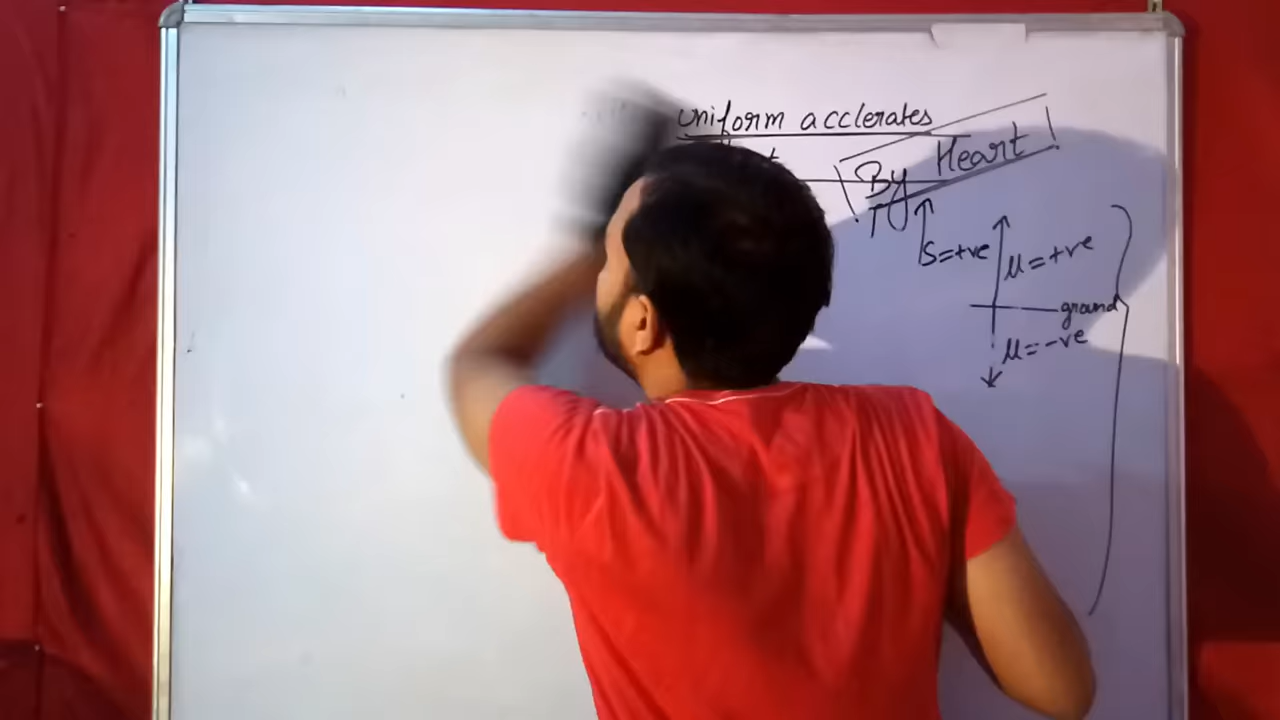 uniform acclerates
By Heart !
S=+ve
u=+ve
ground
u=-ve